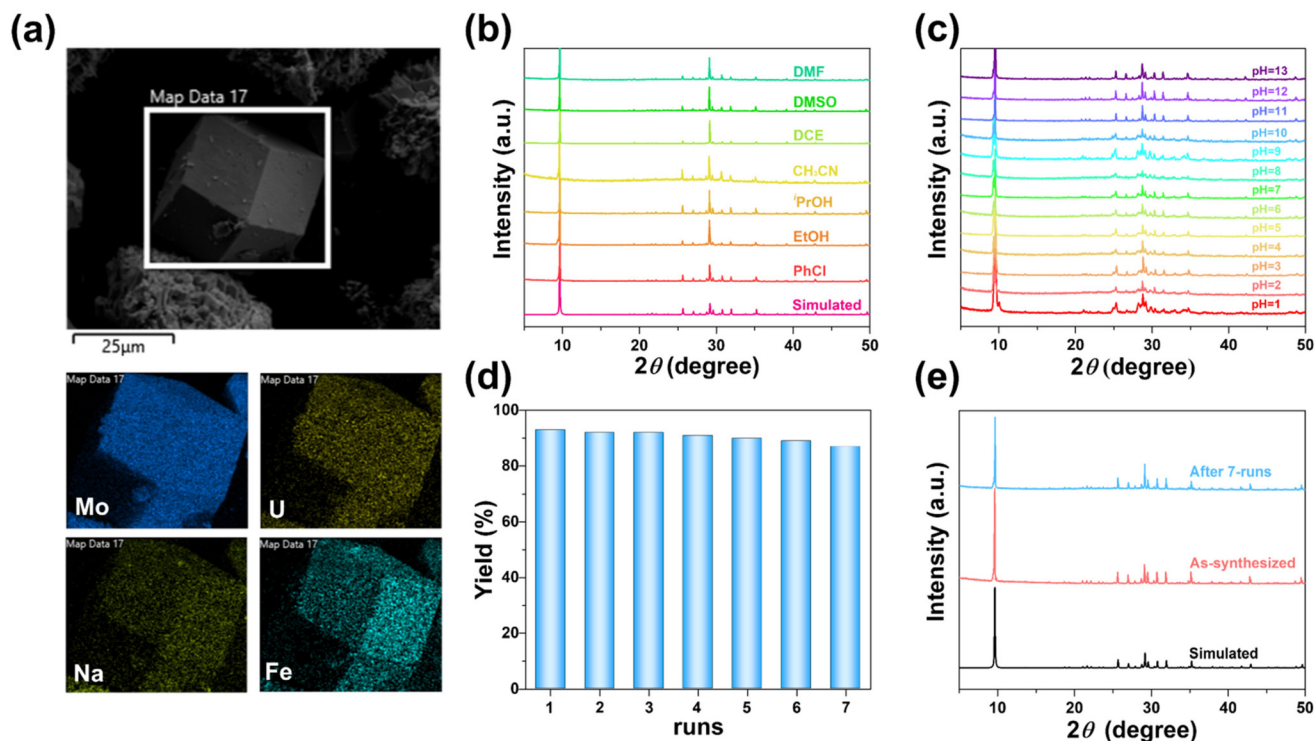 (a)
Map Data 17
25μm
Map Data 17
Mo
Map Data 17
U
Map Data 17
Na
Map Data 17
Fe
(b)
Intensity (a.u.)
DMF
DMSO
DCE
CH₃CN
ⁱPrOH
EtOH
PhCl
Simulated
10 20 30 40 50
2θ (degree)
(c)
Intensity (a.u.)
pH=13
pH=12
pH=11
pH=10
pH=9
pH=8
pH=7
pH=6
pH=5
pH=4
pH=3
pH=2
pH=1
10 20 30 40 50
2θ (degree)
(d)
Yield (%)
100
80
60
40
20
0
1 2 3 4 5 6 7
runs
(e)
Intensity (a.u.)
After 7-runs
As-synthesized
Simulated
10 20 30 40 50
2θ (degree)